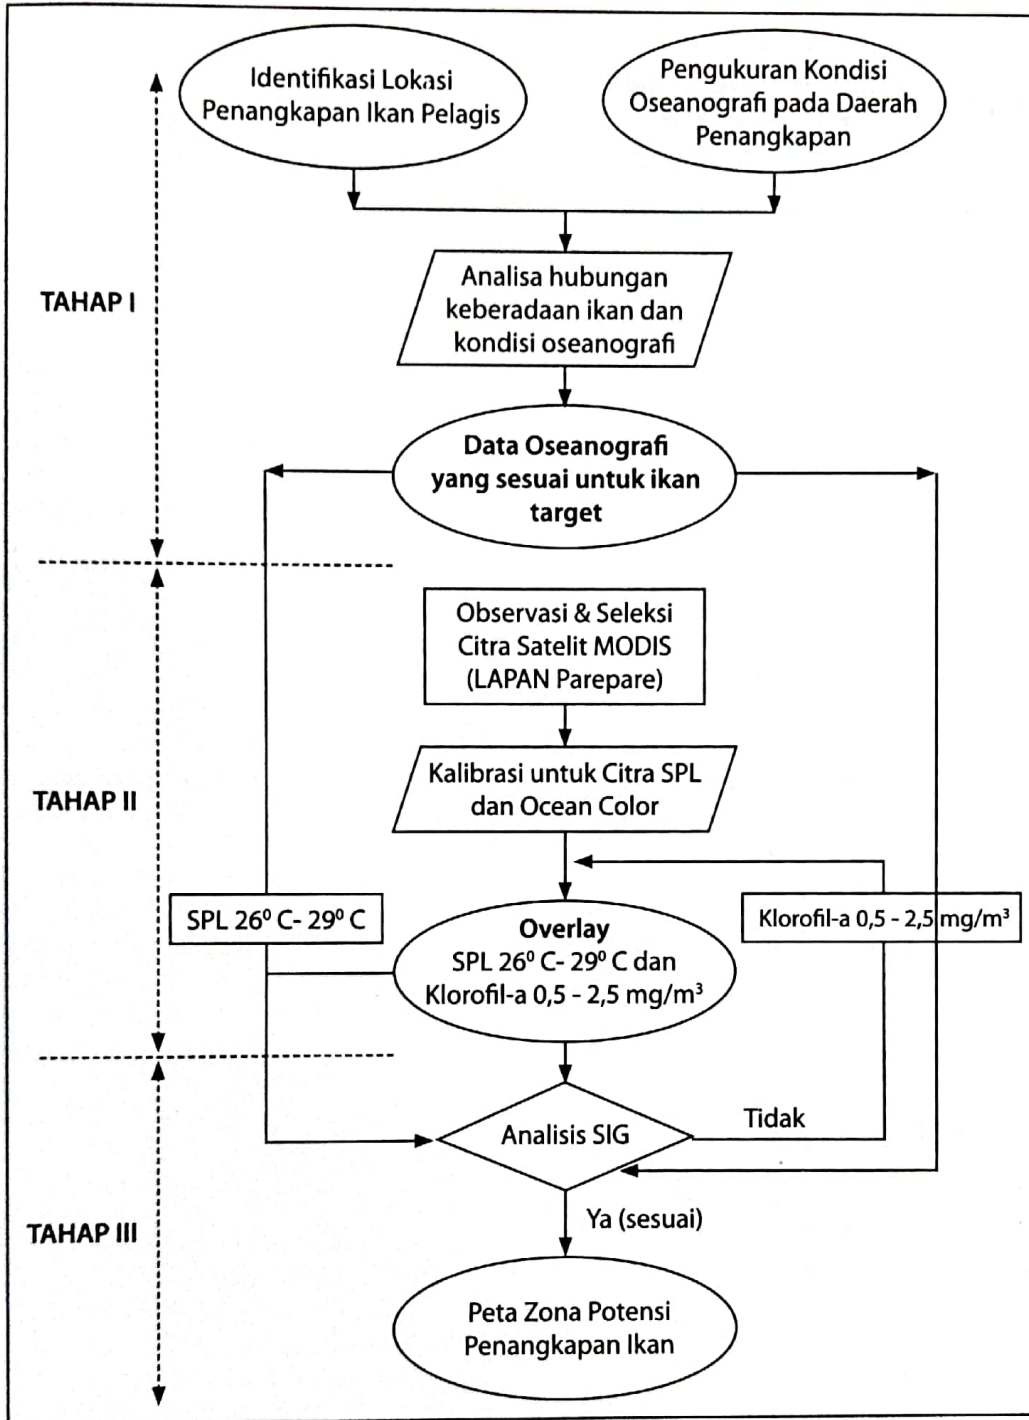 Identifikasi Lokasi
Penangkapan Ikan Pelagis
Pengukuran Kondisi
Oseanografi pada Daerah
Penangkapan
TAHAP I
Analisa hubungan
keberadaan ikan dan
kondisi oseanografi
Data Oseanografi
yang sesuai untuk ikan
target
TAHAP II
Observasi & Seleksi
Citra Satelit MODIS
(LAPAN Parepare)
Kalibrasi untuk Citra SPL
dan Ocean Color
SPL 26⁰ C- 29⁰ C
Overlay
SPL 26⁰ C- 29⁰ C dan
Klorofil-a 0,5 - 2,5 mg/m³
Klorofil-a 0,5 - 2,5 mg/m³
TAHAP III
Analisis SIG
Tidak
Ya (sesuai)
Peta Zona Potensi
Penangkapan Ikan